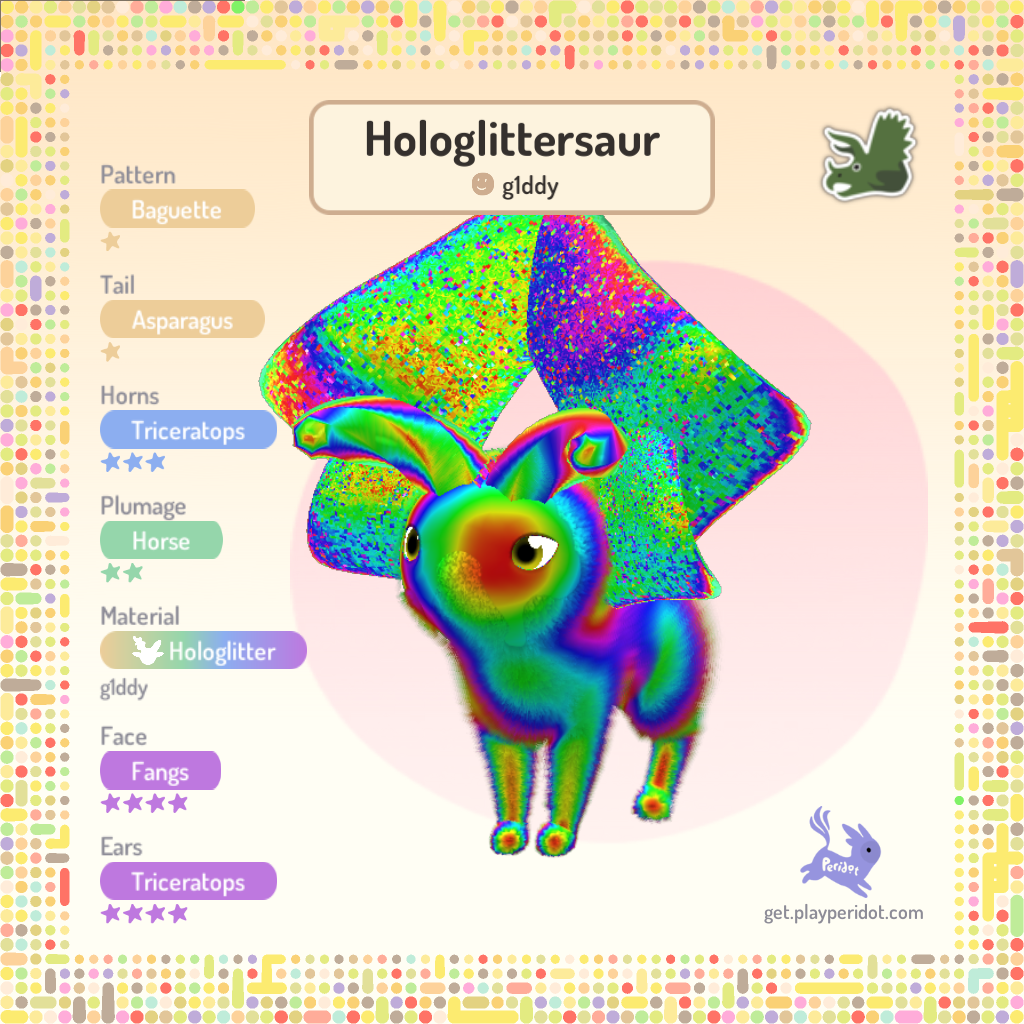 Hologlittersaur
g1ddy
Pattern
Baguette
Tail
Asparagus
Horns
Triceratops
Plumage
Horse
Material
Hologlitter
g1ddy
Face
Fangs
Ears
Triceratops
Peridot
get.playperidot.com